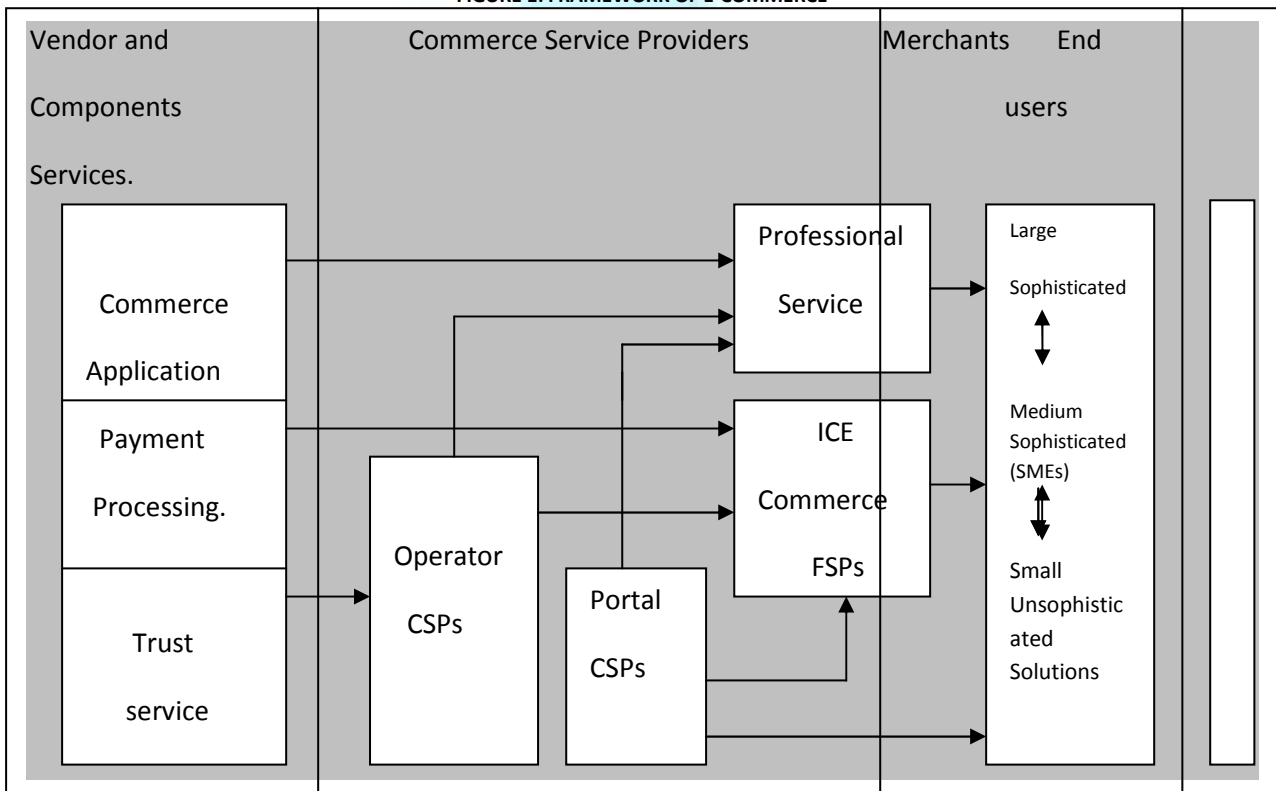 Vendor and
Components
Services.
Commerce Service Providers
Merchants End
users
Commerce
Application
Payment
Processing.
Trust
service
Operator
CSPs
Portal
CSPs
Professional
Service
ICE
Commerce
FSPs
Large
Sophisticated
Medium
Sophisticated
(SMEs)
Small
Unsophistic
ated
Solutions